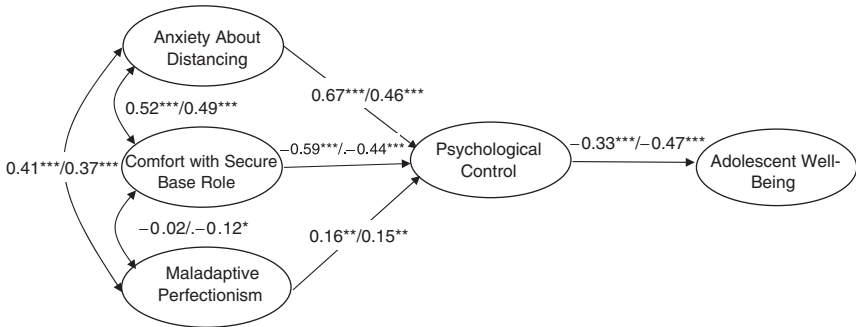 Anxiety About
Distancing
0.67***/0.46***
0.52***/0.49***
−0.59***/.−0.44***
−0.33***/−0.47***
0.41***/0.37***
Comfort with Secure
Base Role
Psychological
Control
Adolescent Well-
Being
−0.02/.−0.12*
0.16**/0.15**
Maladaptive
Perfectionism